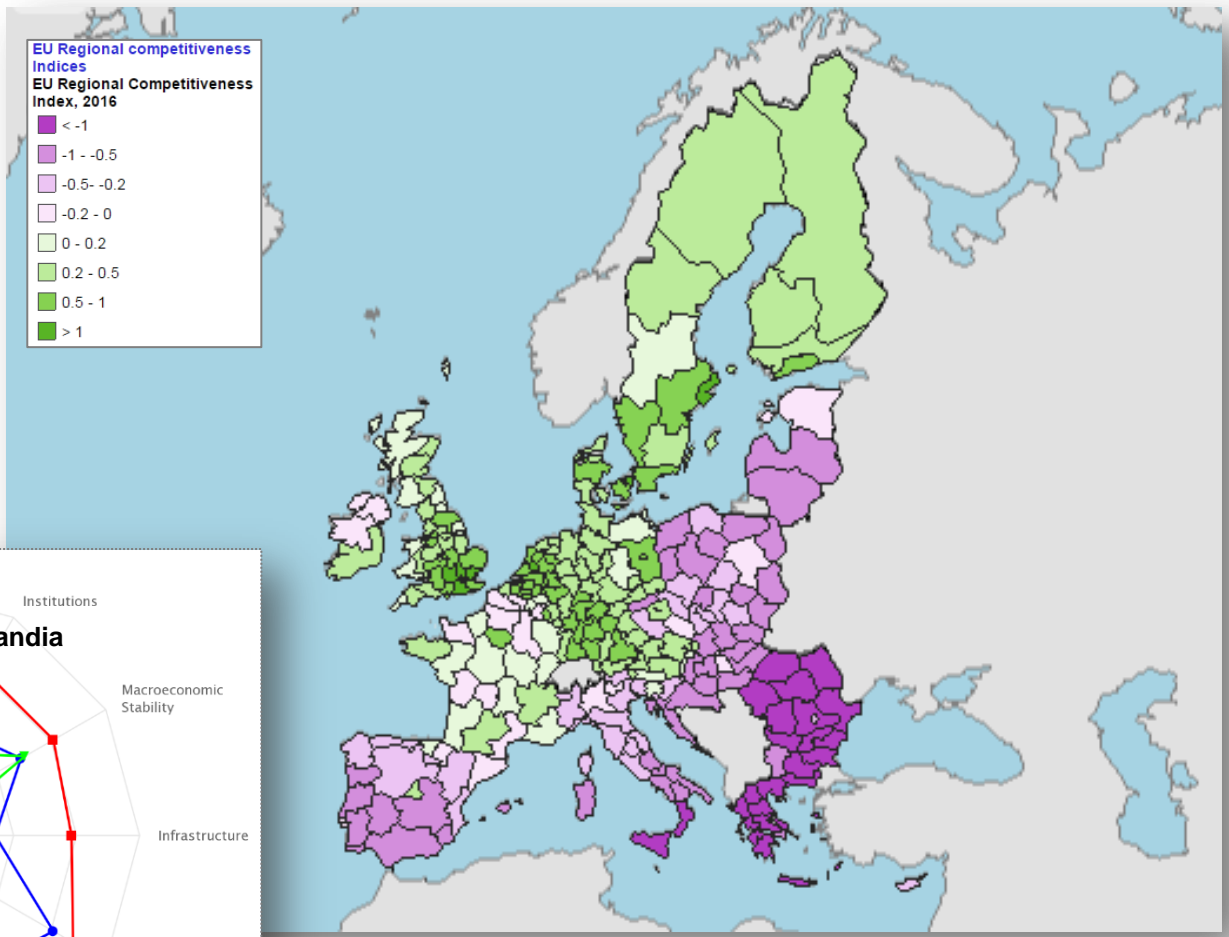 EU Regional competitiveness
Indices
EU Regional Competitiveness
Index, 2016
< -1
-1 - -0.5
-0.5- -0.2
-0.2 - 0
0 - 0.2
0.2 - 0.5
0.5 - 1
> 1
Institutions
andia
Macroeconomic
Stability
Infrastructure